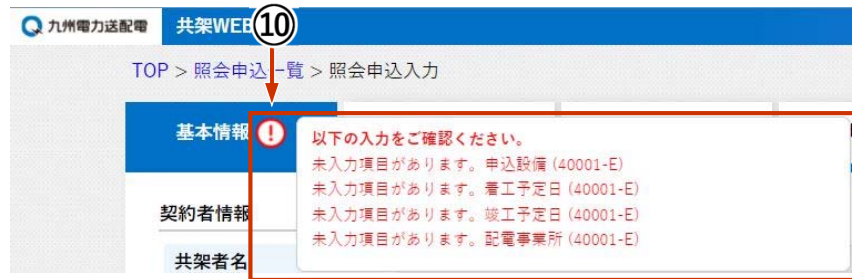 九州電力送配電 共架WEB
⑩
TOP > 照会申込一覧 > 照会申込入力
基本情報
以下の入力をご確認ください。
未入力項目があります。申込設備 (40001-E)
未入力項目があります。着工予定日 (40001-E)
未入力項目があります。竣工予定日 (40001-E)
未入力項目があります。配電事業所 (40001-E)
契約者情報
共架者名